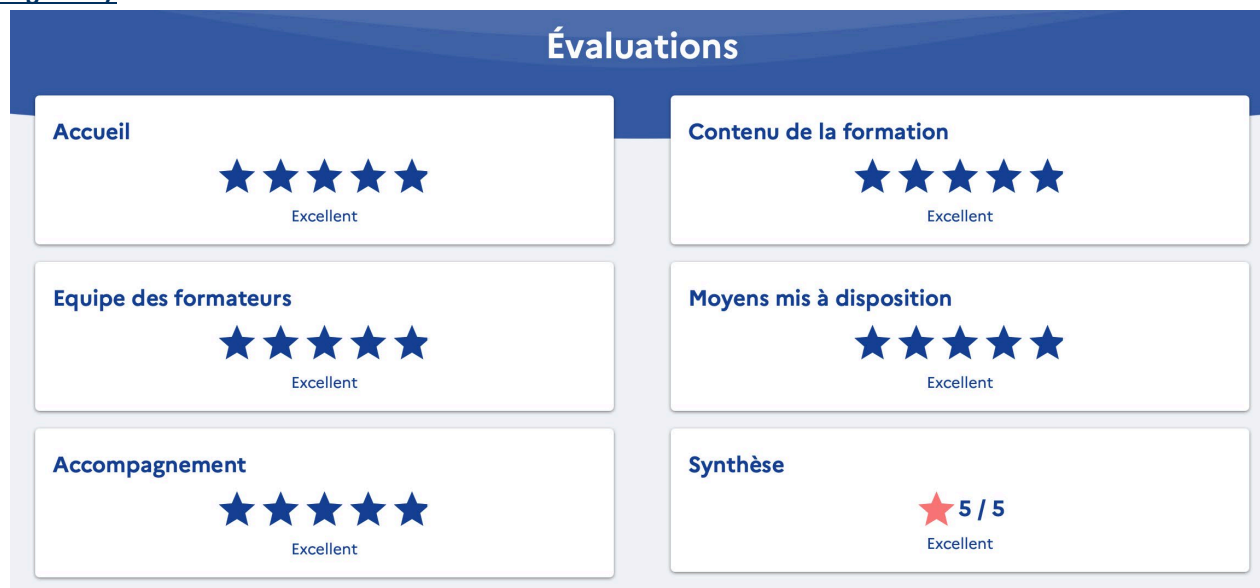 Évaluations
Accueil
Excellent
Contenu de la formation
Excellent
Equipe des formateurs
Excellent
Moyens mis à disposition
Excellent
Accompagnement
Excellent
Synthèse
5 / 5
Excellent